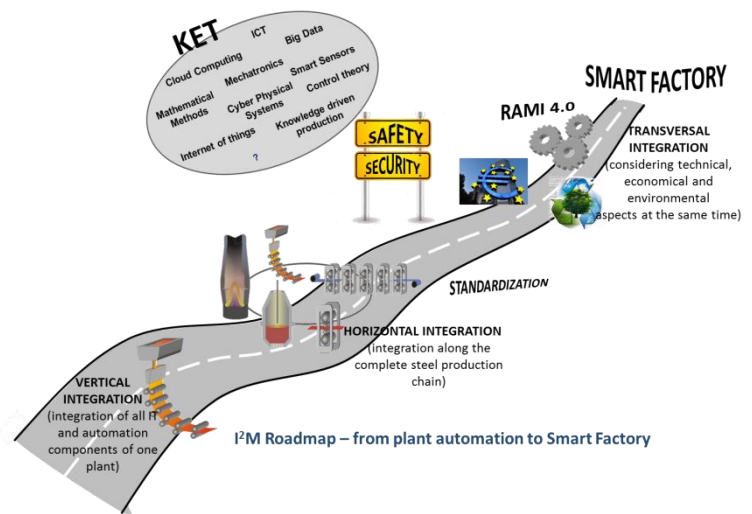 KET
ICT
Big Data
Cloud Computing
Mechatronics
Smart Sensors
Mathematical
Methods
Cyber Physical
Systems
Control theory
Internet of things
Knowledge driven
production
?
SAFETY
SECURITY
SMART FACTORY
RAMI 4.0
TRANSVERSAL
INTEGRATION
(considering technical,
economical and
environmental
aspects at the same time)
STANDARDIZATION
HORIZONTAL INTEGRATION
(integration along the
complete steel production
chain)
VERTICAL
INTEGRATION
(integration of all IT
and automation
components of one
plant)
I²M Roadmap – from plant automation to Smart Factory